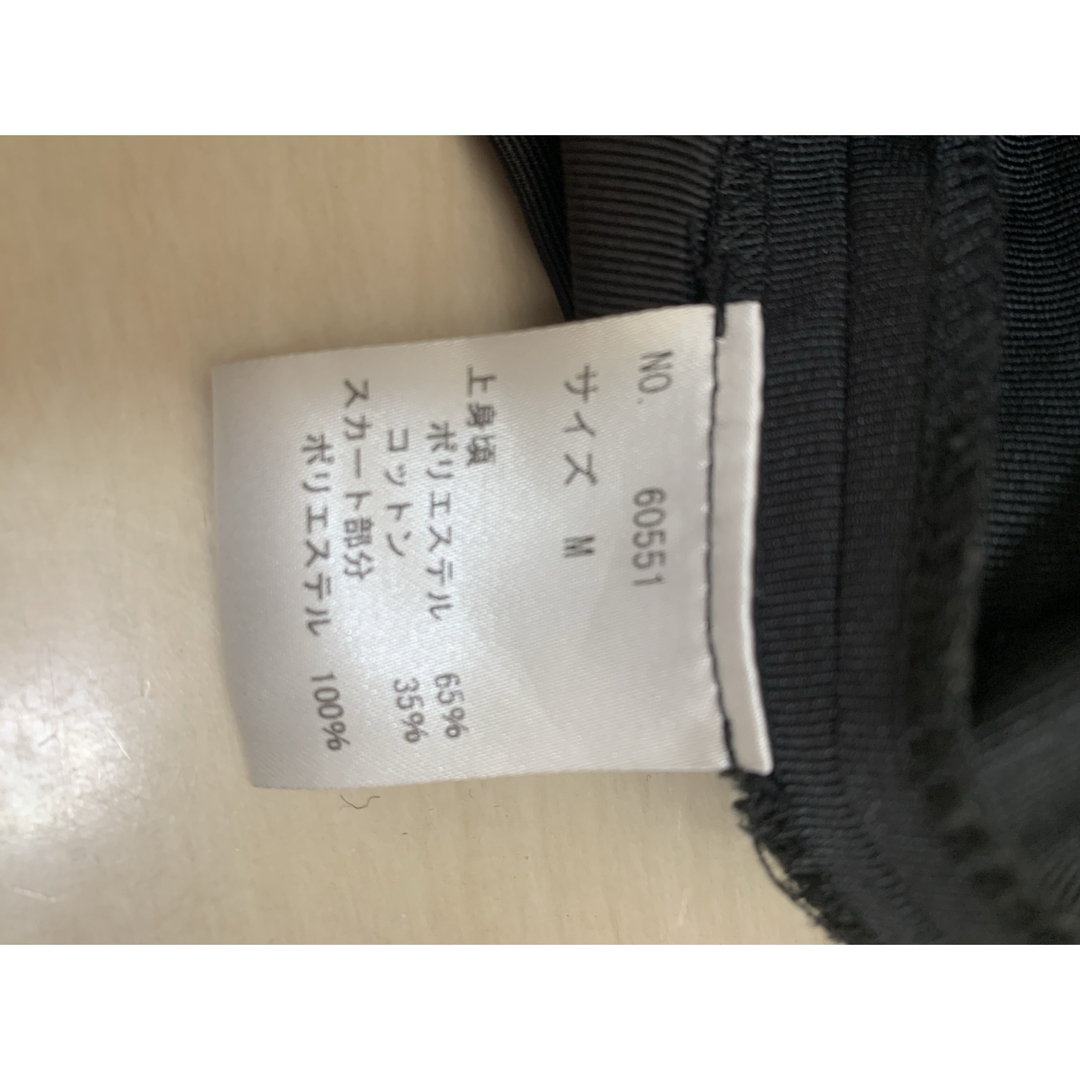 NO. 60551
サイズ M
上身頃
ポリエステル 65%
コットン 35%
スカート部分
ポリエステル 100%